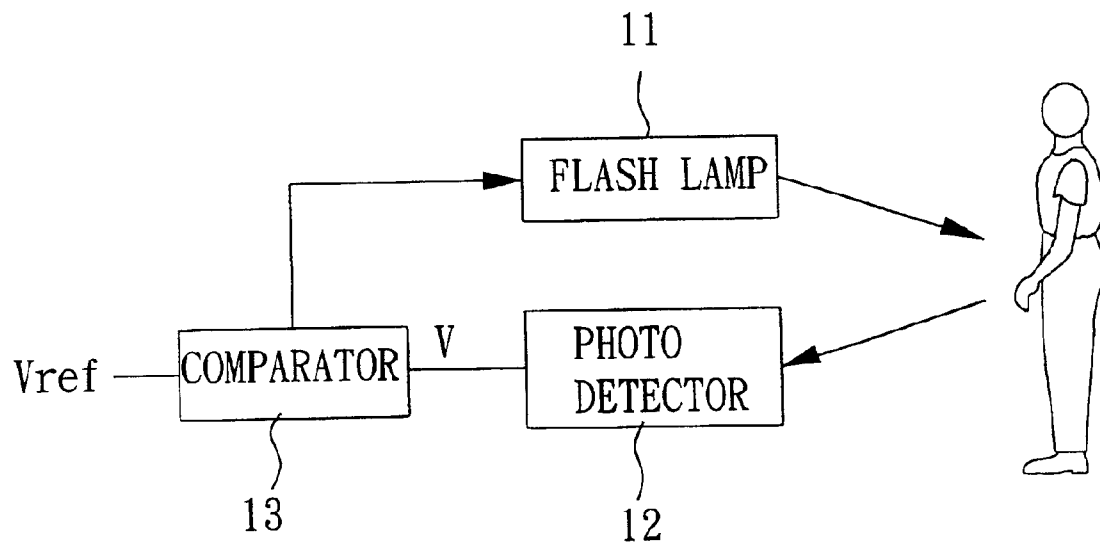 11
FLASH LAMP
Vref
COMPARATOR
V
PHOTO
DETECTOR
13
12